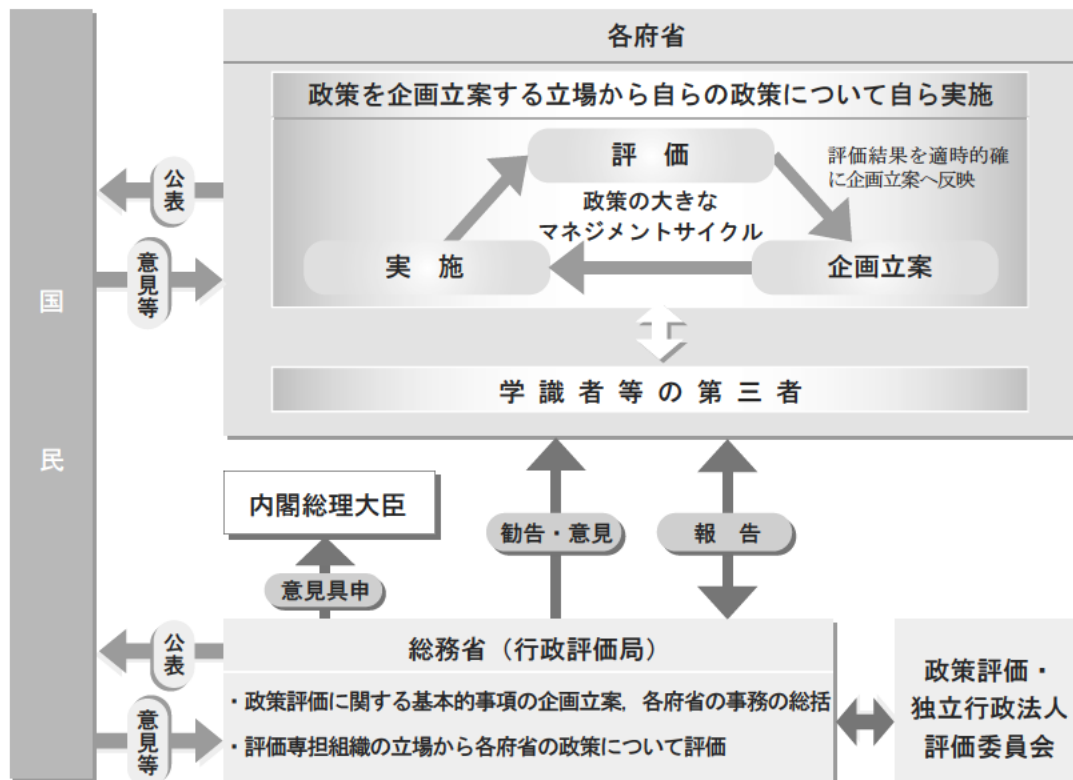 各府省
政策を企画立案する立場から自らの政策について自ら実施
評　価
評価結果を適時的確
に企画立案へ反映
政策の大きな
マネジメントサイクル
実　施
企画立案
公表
意見等
国民
学識者等の第三者
内閣総理大臣
勧告・意見
報　告
意見具申
公表
意見等
総務省（行政評価局）
・政策評価に関する基本的事項の企画立案，各府省の事務の総括
・評価専担組織の立場から各府省の政策について評価
政策評価・
独立行政法人
評価委員会